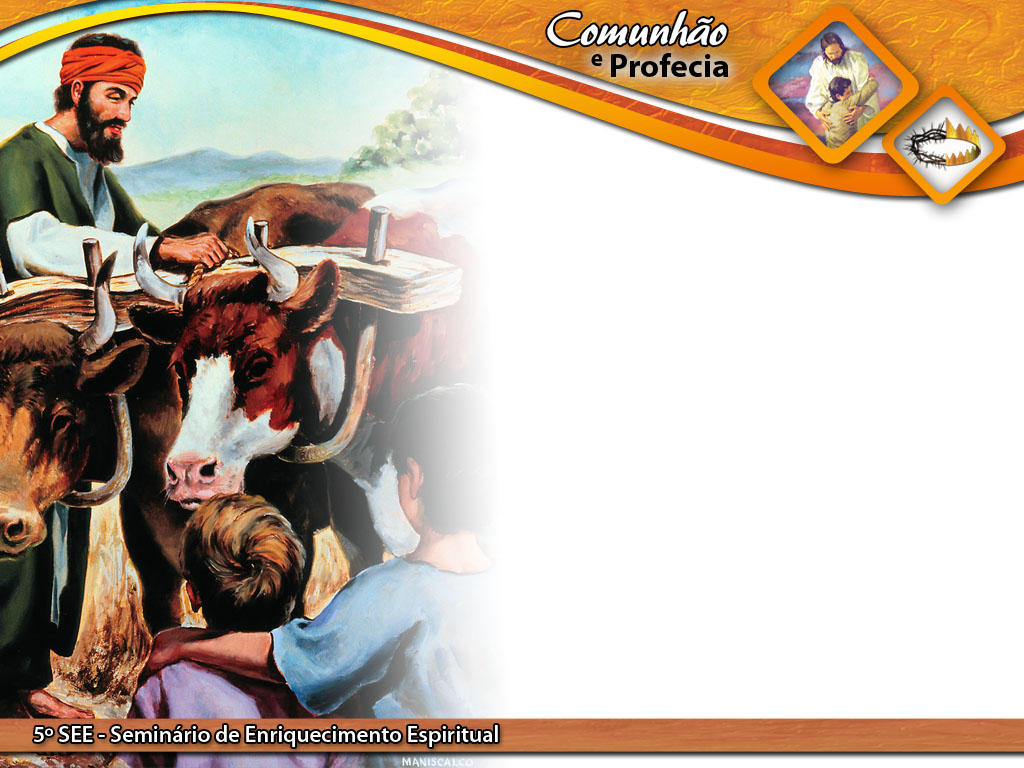 Comunhão
e Profecia
5º SEE - Seminário de Enriquecimento Espiritual
MANISCALCO